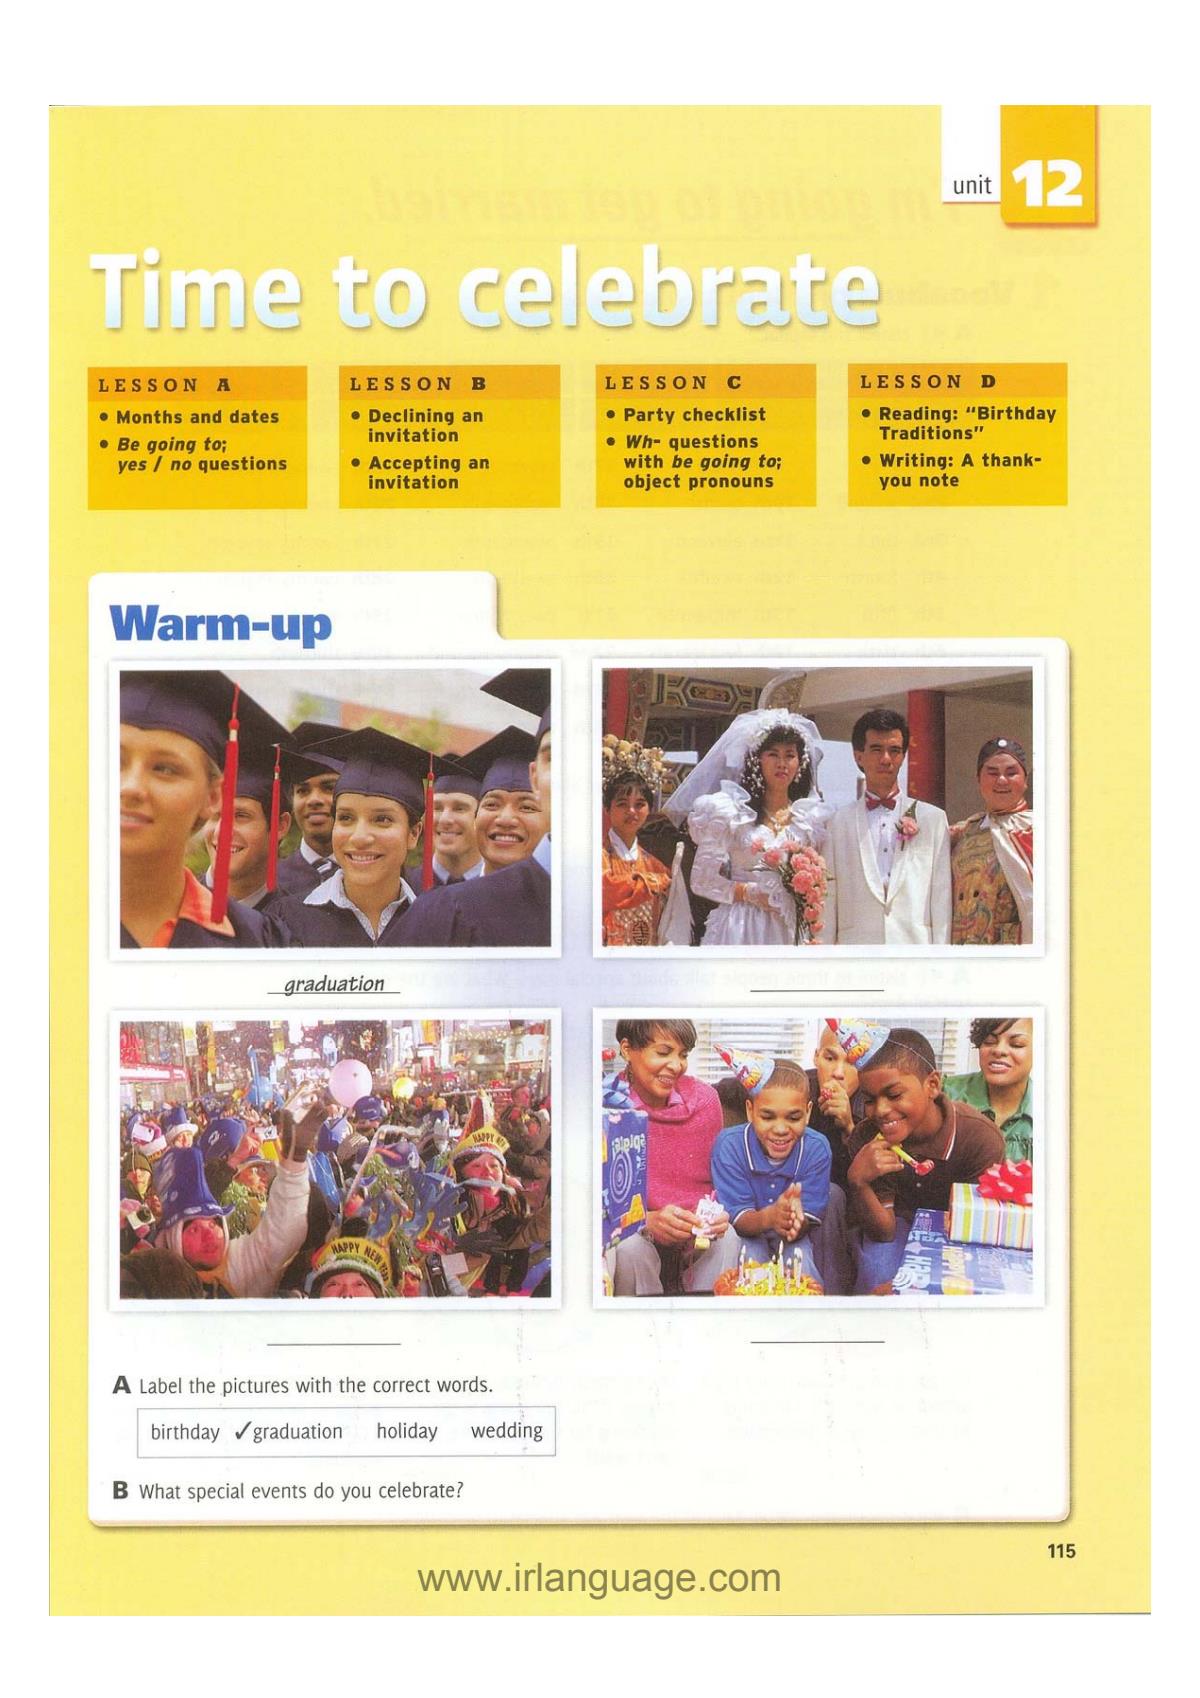 unit 12
Time to celebrate
LESSON A
• Months and dates
• Be going to;
yes / no questions
LESSON B
• Declining an
invitation
• Accepting an
invitation
LESSON C
• Party checklist
• Wh- questions
with be going to;
object pronouns
LESSON D
• Reading: “Birthday
Traditions”
• Writing: A thank-
you note
Warm-up
graduation
HAPPY NEW
HAPPY NEW YEAR
A Label the pictures with the correct words.
birthday ✓graduation holiday wedding
B What special events do you celebrate?
115
www.irlanguage.com